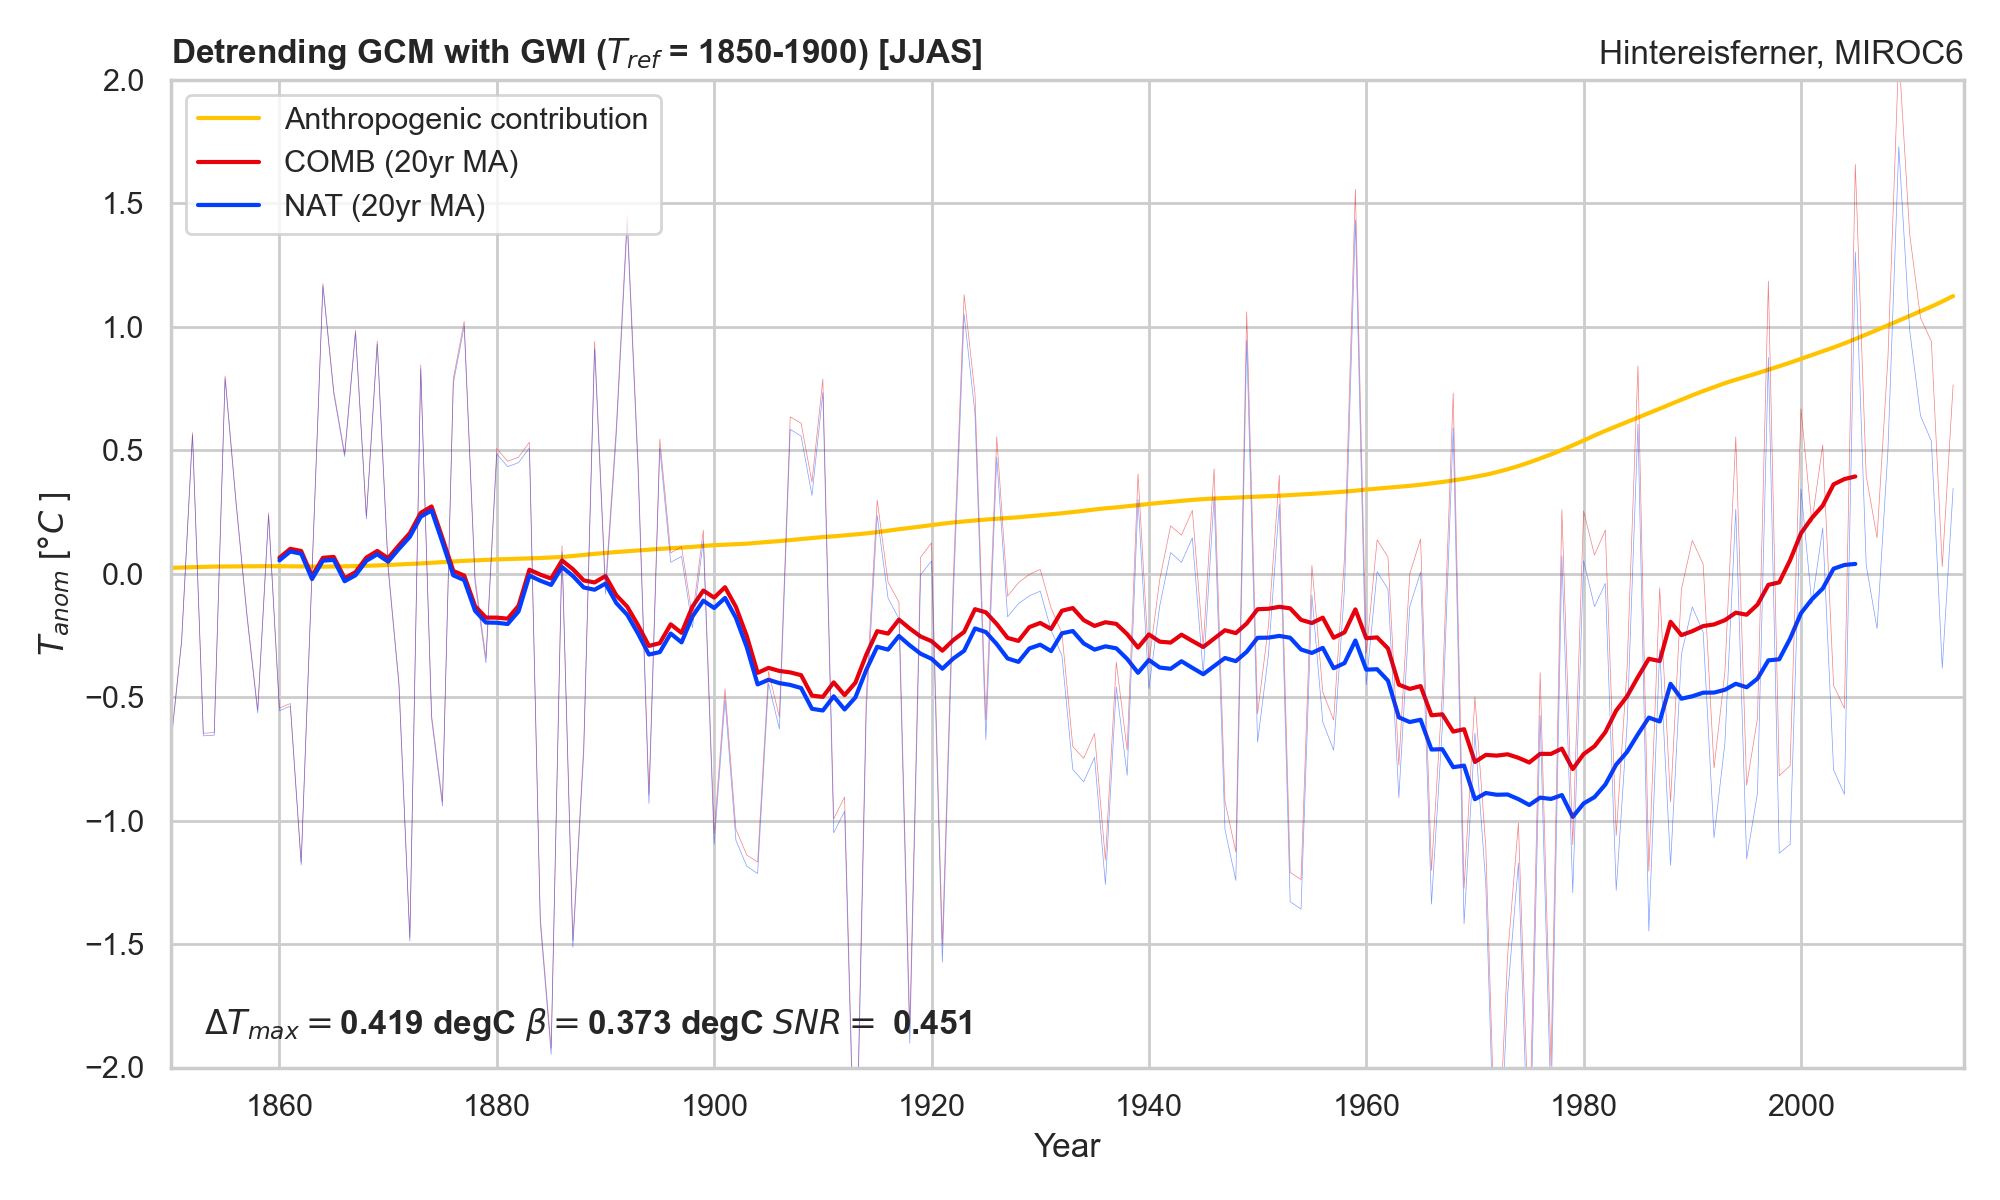 Detrending GCM with GWI (T_ref = 1850-1900) [JJAS]
Hintereisferner, MIROC6
2.0
1.5
1.0
0.5
0.0
−0.5
−1.0
−1.5
−2.0
T_anom [°C]
Anthropogenic contribution
COMB (20yr MA)
NAT (20yr MA)
ΔT_max = 0.419 degC β = 0.373 degC SNR = 0.451
1860 1880 1900 1920 1940 1960 1980 2000
Year